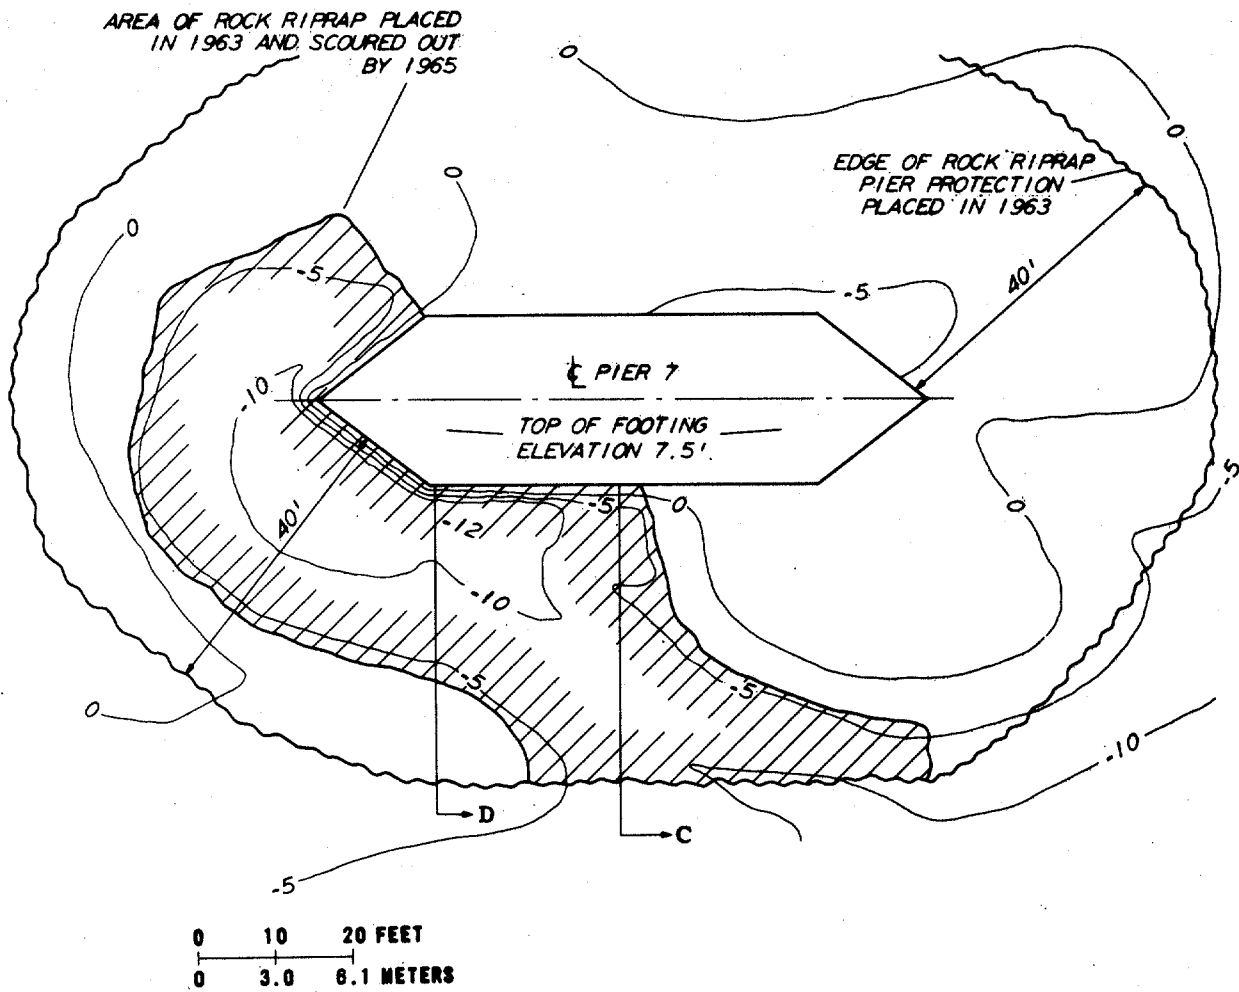 AREA OF ROCK RIPRAP PLACED
IN 1963 AND SCOURED OUT
BY 1965
0
0
EDGE OF ROCK RIPRAP
PIER PROTECTION
PLACED IN 1963
0
0
-5
40'
-5
℄ PIER 7
-10
TOP OF FOOTING
ELEVATION 7.5'
-5
40'
-12
-5
0
0
-10
-5
-5
0
-10
D
C
-5
0 10 20 FEET
0 3.0 6.1 METERS